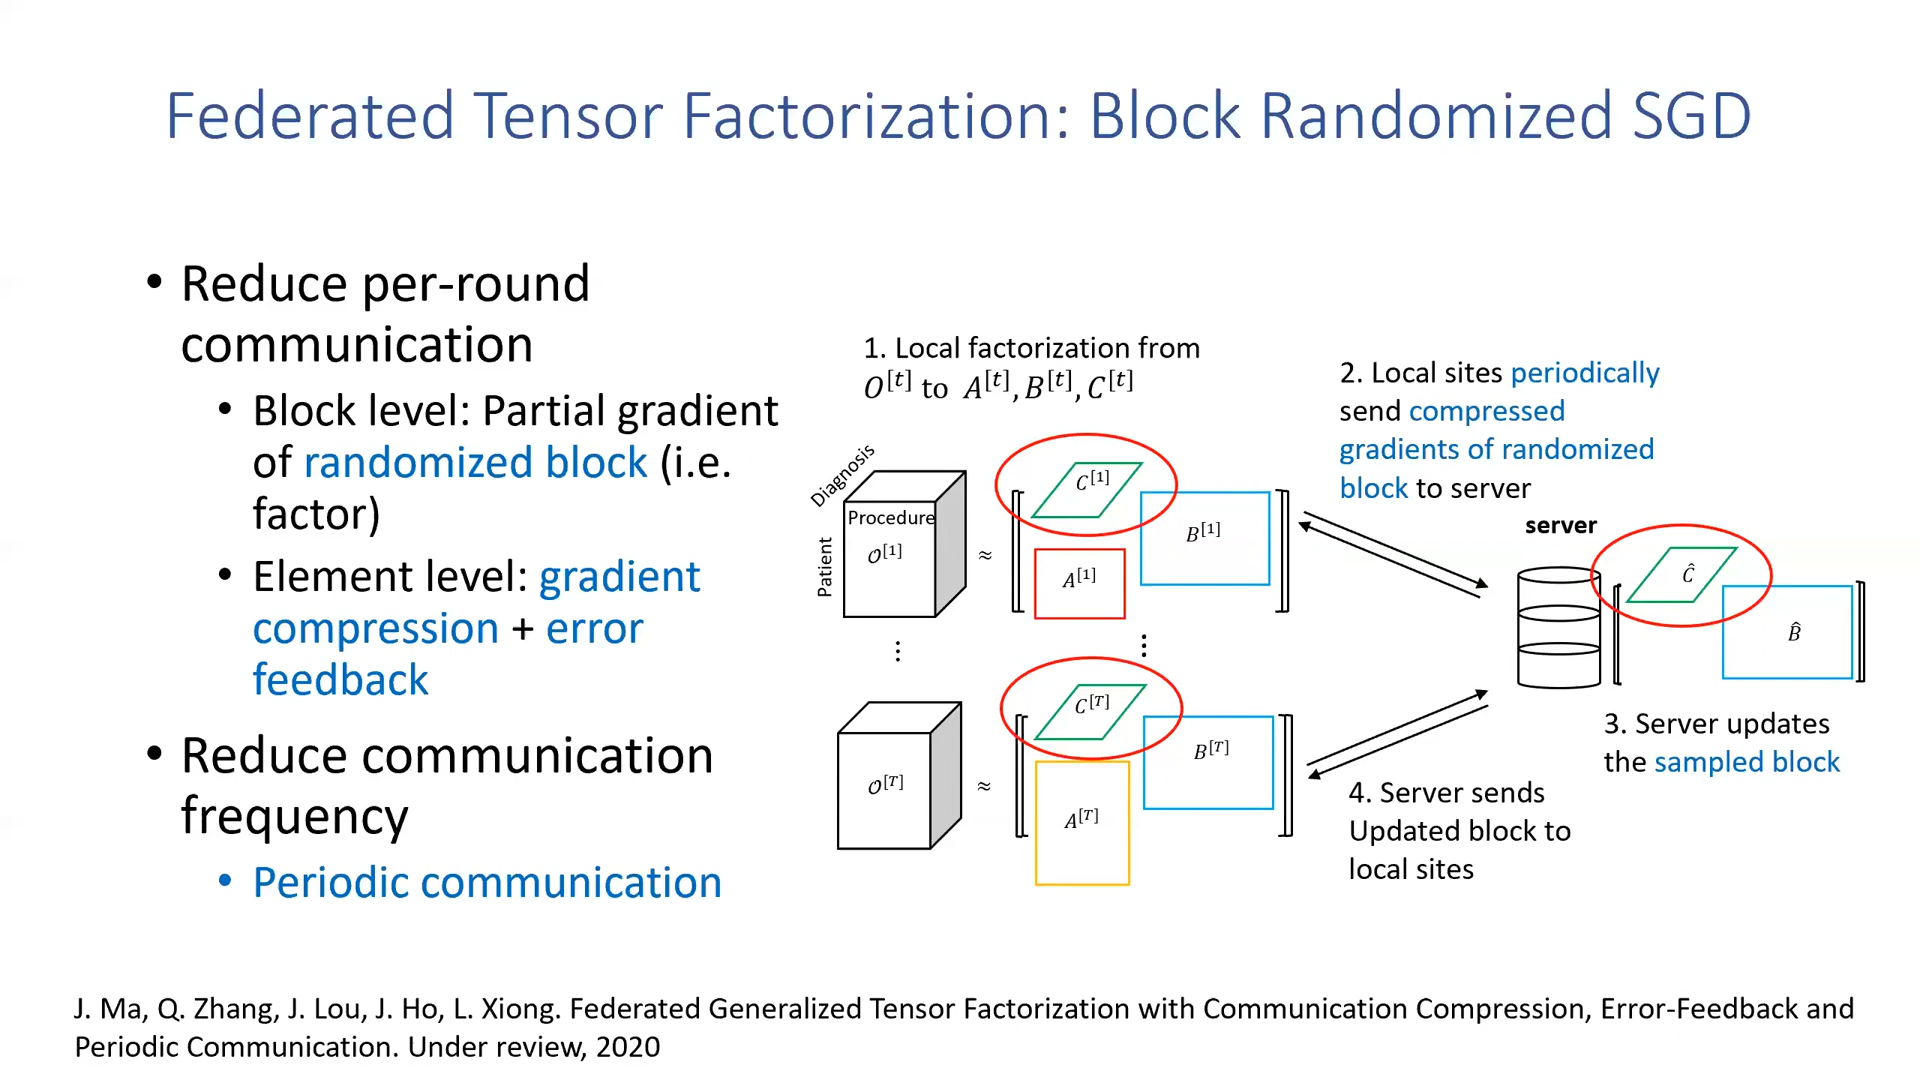 Federated Tensor Factorization: Block Randomized SGD
• Reduce per-round
communication
• Block level: Partial gradient
of randomized block (i.e.
factor)
• Element level: gradient
compression + error
feedback
• Reduce communication
frequency
• Periodic communication
1. Local factorization from
O^[t] to A^[t], B^[t], C^[t]
Diagnosis
Procedure
Patient
𝒪^[1]
≈
C^[1]
B^[1]
A^[1]
⋮
⋮
𝒪^[T]
≈
C^[T]
B^[T]
A^[T]
2. Local sites periodically
send compressed
gradients of randomized
block to server
server
Ĉ
B̂
3. Server updates
the sampled block
4. Server sends
Updated block to
local sites
J. Ma, Q. Zhang, J. Lou, J. Ho, L. Xiong. Federated Generalized Tensor Factorization with Communication Compression, Error-Feedback and
Periodic Communication. Under review, 2020